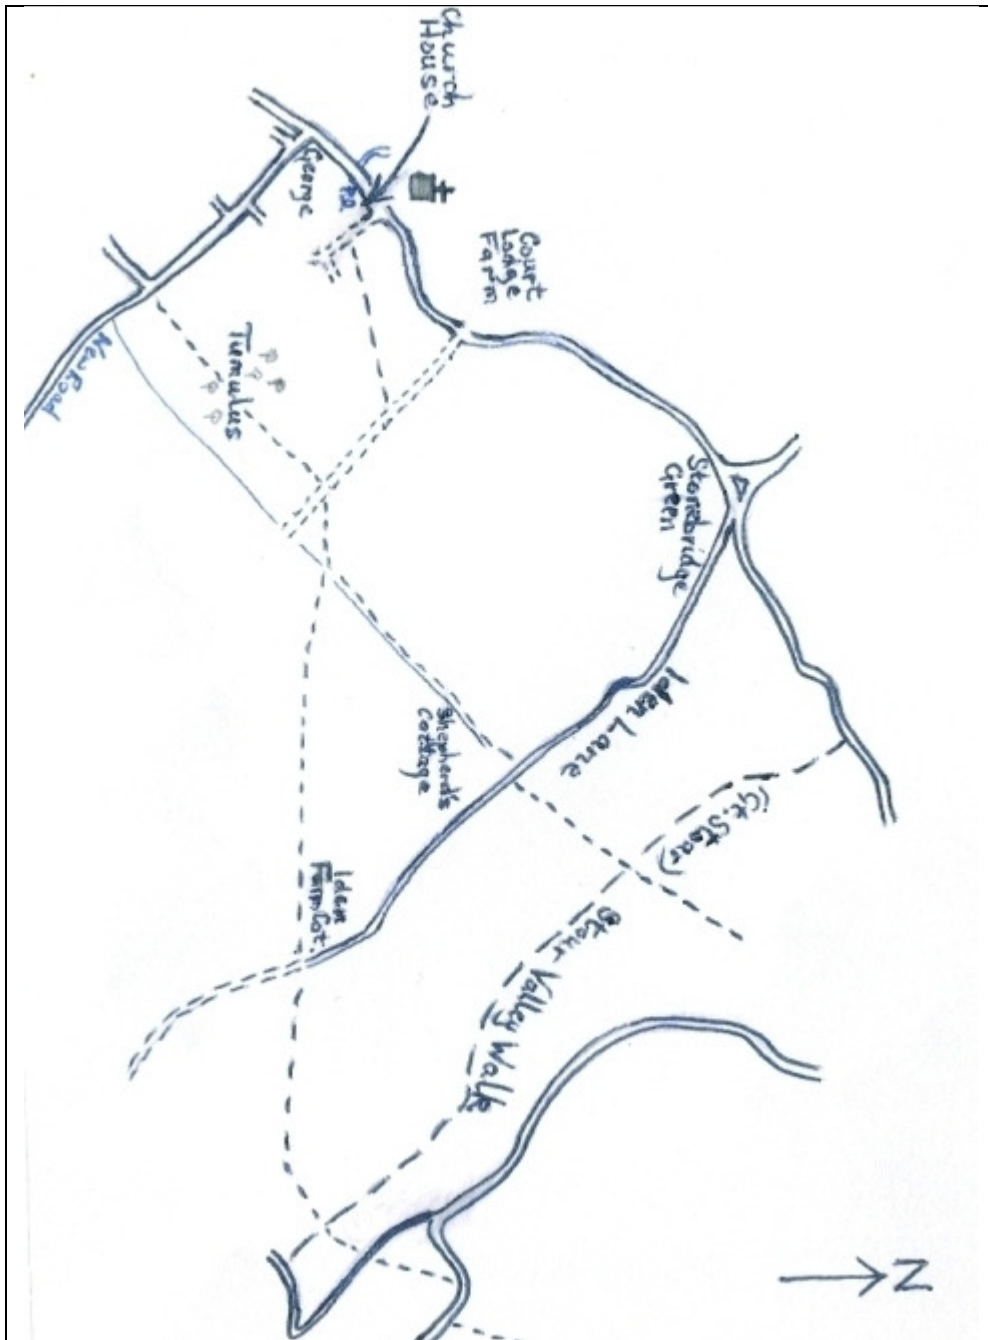 Church
House
P.O.
George
Court
Lodge
Farm
Tumulus
New Road
Stonebridge
Green
Iden Lane
Shepherd's
Cottage
(Gt. Stour)
Iden
Farm Cot.
Stour Valley Walk
N